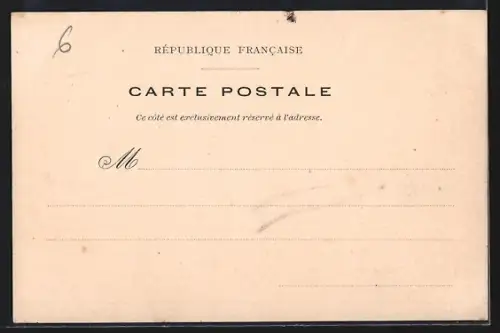 6
RÉPUBLIQUE FRANÇAISE
CARTE POSTALE
Ce côté est exclusivement réservé à l'adresse.
M